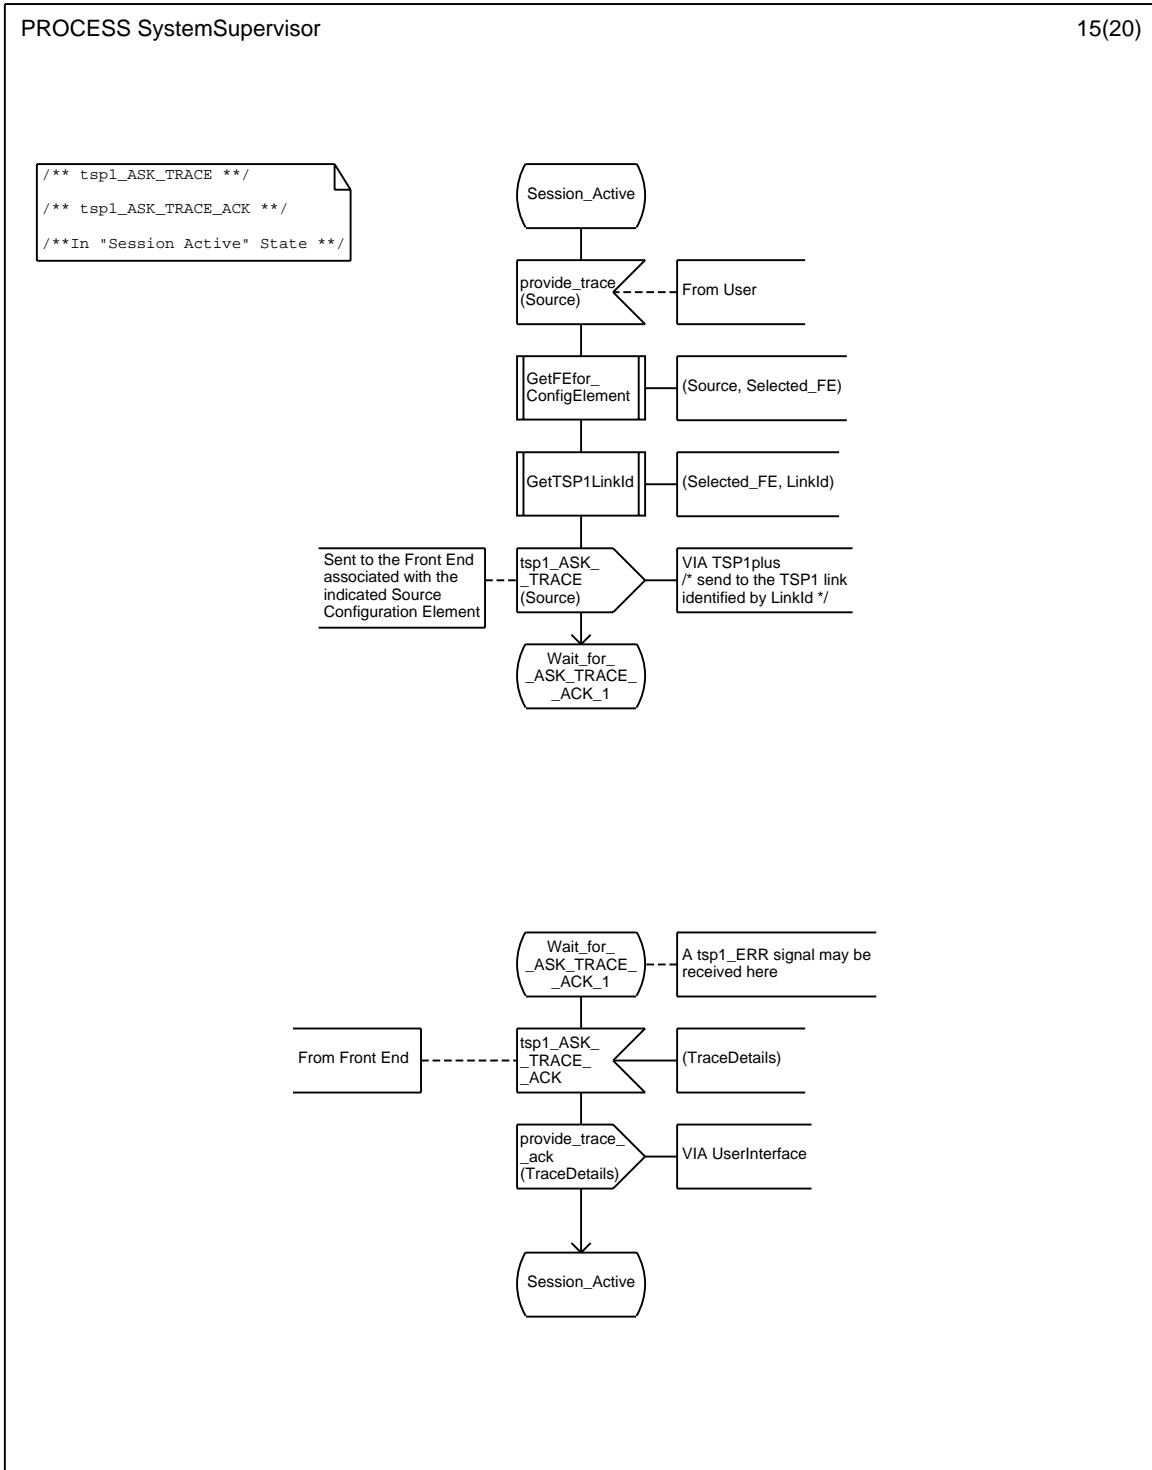 PROCESS SystemSupervisor
15(20)
/** tsp1_ASK_TRACE **/
/** tsp1_ASK_TRACE_ACK **/
/**In "Session Active" State **/
Session_Active
provide_trace
(Source)
From User
GetFEfor_
ConfigElement
(Source, Selected_FE)
GetTSP1LinkId
(Selected_FE, LinkId)
Sent to the Front End
associated with the
indicated Source
Configuration Element
tsp1_ASK_
_TRACE
(Source)
VIA TSP1plus
/* send to the TSP1 link
identified by LinkId */
Wait_for_
_ASK_TRACE_
_ACK_1
Wait_for_
_ASK_TRACE_
_ACK_1
A tsp1_ERR signal may be
received here
From Front End
tsp1_ASK_
_TRACE_
_ACK
(TraceDetails)
provide_trace_
_ack
(TraceDetails)
VIA UserInterface
Session_Active